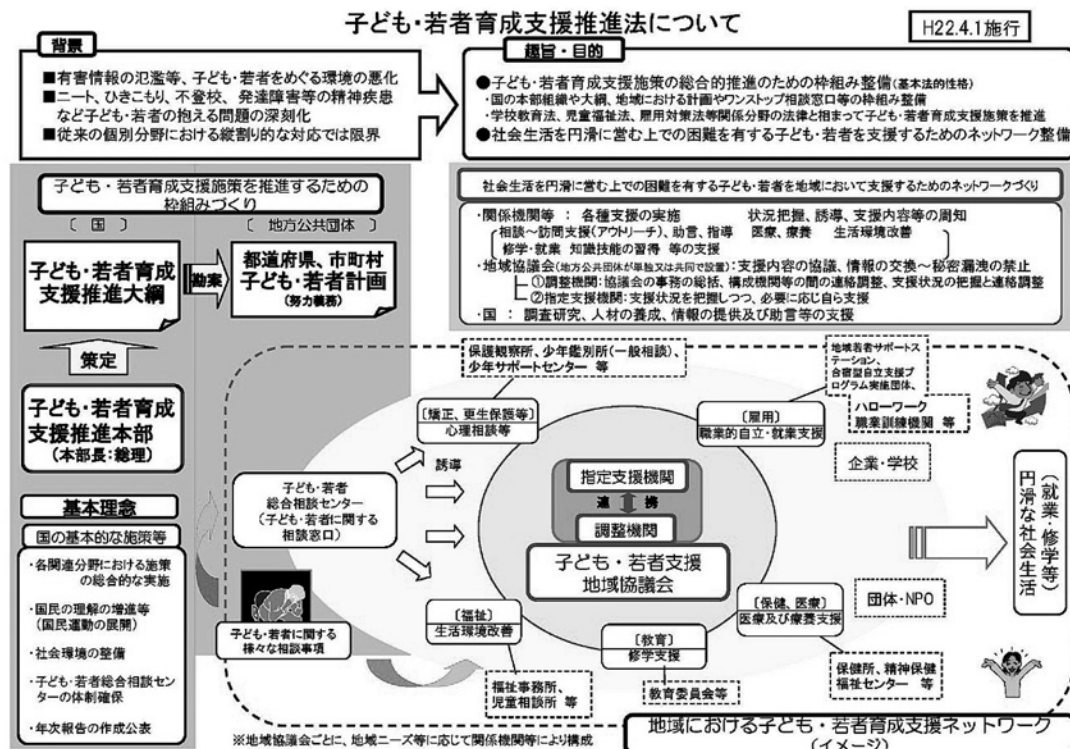 子ども・若者育成支援推進法について
H22.4.1施行
背景
■有害情報の氾濫等、子ども・若者をめぐる環境の悪化
■ニート、ひきこもり、不登校、発達障害等の精神疾患
など子ども・若者の抱える問題の深刻化
■従来の個別分野における縦割り的な対応では限界
趣旨・目的
●子ども・若者育成支援施策の総合的推進のための枠組み整備(基本法的性格)
・国の本部組織や大綱、地域における計画やワンストップ相談窓口等の枠組み整備
・学校教育法、児童福祉法、雇用対策法等関係分野の法律と相まって子ども・若者育成支援施策を推進
●社会生活を円滑に営む上での困難を有する子ども・若者を支援するためのネットワーク整備
子ども・若者育成支援施策を推進するための
枠組みづくり
〔 国 〕
〔 地方公共団体 〕
子ども・若者育成
支援推進大綱
勘案
都道府県、市町村
子ども・若者計画
(努力義務)
策定
子ども・若者育成
支援推進本部
(本部長:総理)
基本理念
国の基本的な施策等
・各関連分野における施策
の総合的な実施
・国民の理解の増進等
(国民運動の展開)
・社会環境の整備
・子ども・若者総合相談セン
ターの体制確保
・年次報告の作成公表
社会生活を円滑に営む上での困難を有する子ども・若者を地域において支援するためのネットワークづくり
・関係機関等 : 各種支援の実施 状況把握、誘導、支援内容等の周知
相談~訪問支援(アウトリーチ)、助言、指導 医療、療養 生活環境改善
修学・就業 知識技能の習得 等の支援
・地域協議会(地方公共団体が単独又は共同で設置):支援内容の協議、情報の交換~秘密漏洩の禁止
①調整機関:協議会の事務の総括、構成機関等の間の連絡調整、支援状況の把握と連絡調整
②指定支援機関:支援状況を把握しつつ、必要に応じ自ら支援
・国 : 調査研究、人材の養成、情報の提供及び助言等の支援
保護観察所、少年鑑別所(一般相談)、
少年サポートセンター 等
〔矯正、更生保護等〕
心理相談等
地域若者サポートス
テーション、
合宿型自立支援プ
ログラム実施団体、
ハローワーク
職業訓練機関 等
〔雇用〕
職業的自立・就業支援
企業・学校
誘導
子ども・若者
総合相談センター
(子ども・若者に関する
相談窓口)
指定支援機関
連 携
調整機関
子ども・若者支援
地域協議会
(就業・修学等)
円滑な社会生活
子ども・若者に関する
様々な相談事項
〔福祉〕
生活環境改善
福祉事務所、
児童相談所 等
〔教育〕
修学支援
教育委員会等
〔保健、医療〕
医療及び療養支援
団体・NPO
保健所、精神保健
福祉センター 等
※地域協議会ごとに、地域ニーズ等に応じて関係機関等により構成
地域における子ども・若者育成支援ネットワーク
(イメージ)